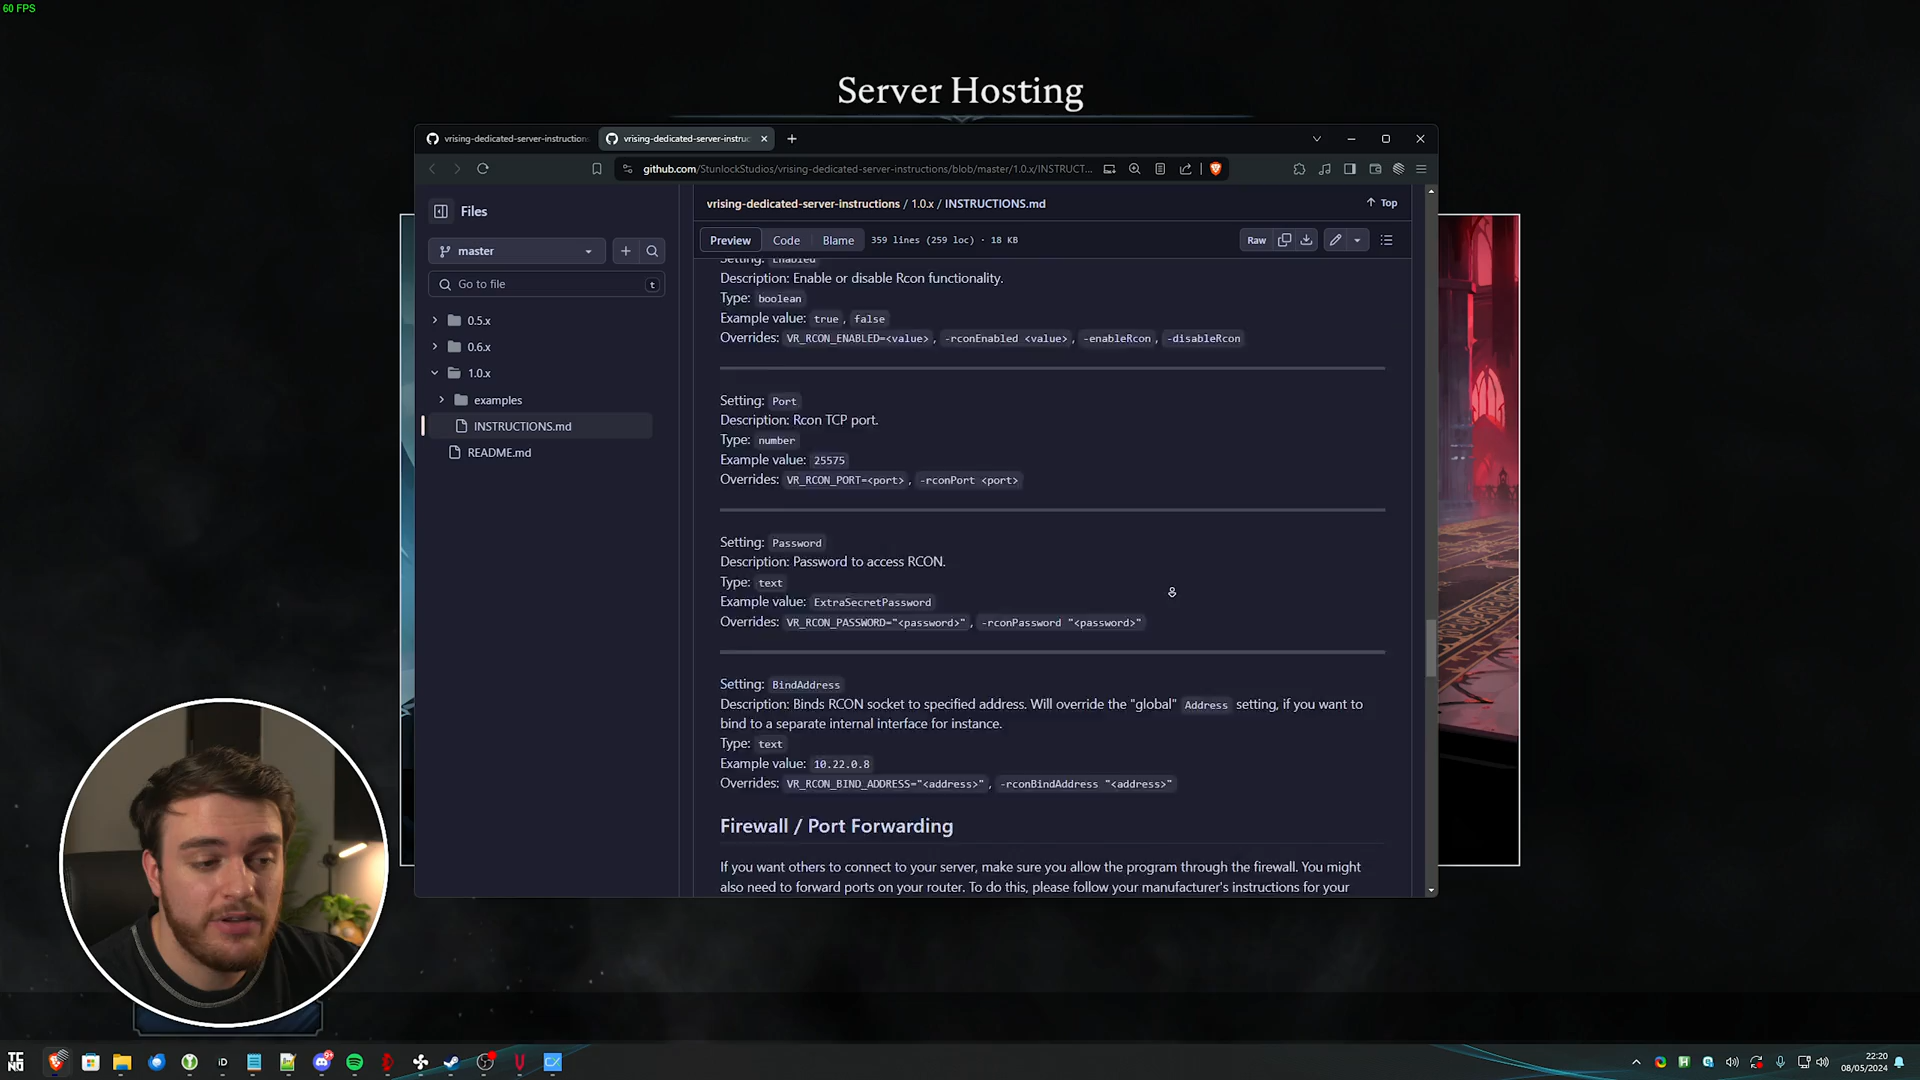 60 FPS
Server Hosting
vrising-dedicated-server-instructions
vrising-dedicated-server-instruc
github.com/StunlockStudios/vrising-dedicated-server-instructions/blob/master/1.0.x/INSTRUCT...
Files
vrising-dedicated-server-instructions / 1.0.x / INSTRUCTIONS.md
Top
master
Preview
Code
Blame
359 lines (259 loc) · 18 KB
Raw
Go to file
t
0.5.x
0.6.x
1.0.x
examples
INSTRUCTIONS.md
README.md
Setting: Enabled
Description: Enable or disable Rcon functionality.
Type: boolean
Example value: true , false
Overrides: VR_RCON_ENABLED=<value> , -rconEnabled <value> , -enableRcon , -disableRcon
Setting: Port
Description: Rcon TCP port.
Type: number
Example value: 25575
Overrides: VR_RCON_PORT=<port> , -rconPort <port>
Setting: Password
Description: Password to access RCON.
Type: text
Example value: ExtraSecretPassword
Overrides: VR_RCON_PASSWORD="<password>" , -rconPassword "<password>"
Setting: BindAddress
Description: Binds RCON socket to specified address. Will override the "global" Address setting, if you want to
bind to a separate internal interface for instance.
Type: text
Example value: 10.22.0.8
Overrides: VR_RCON_BIND_ADDRESS="<address>" , -rconBindAddress "<address>"
Firewall / Port Forwarding
If you want others to connect to your server, make sure you allow the program through the firewall. You might
also need to forward ports on your router. To do this, please follow your manufacturer's instructions for your
TC
NO
iD
9+
22:20
08/05/2024